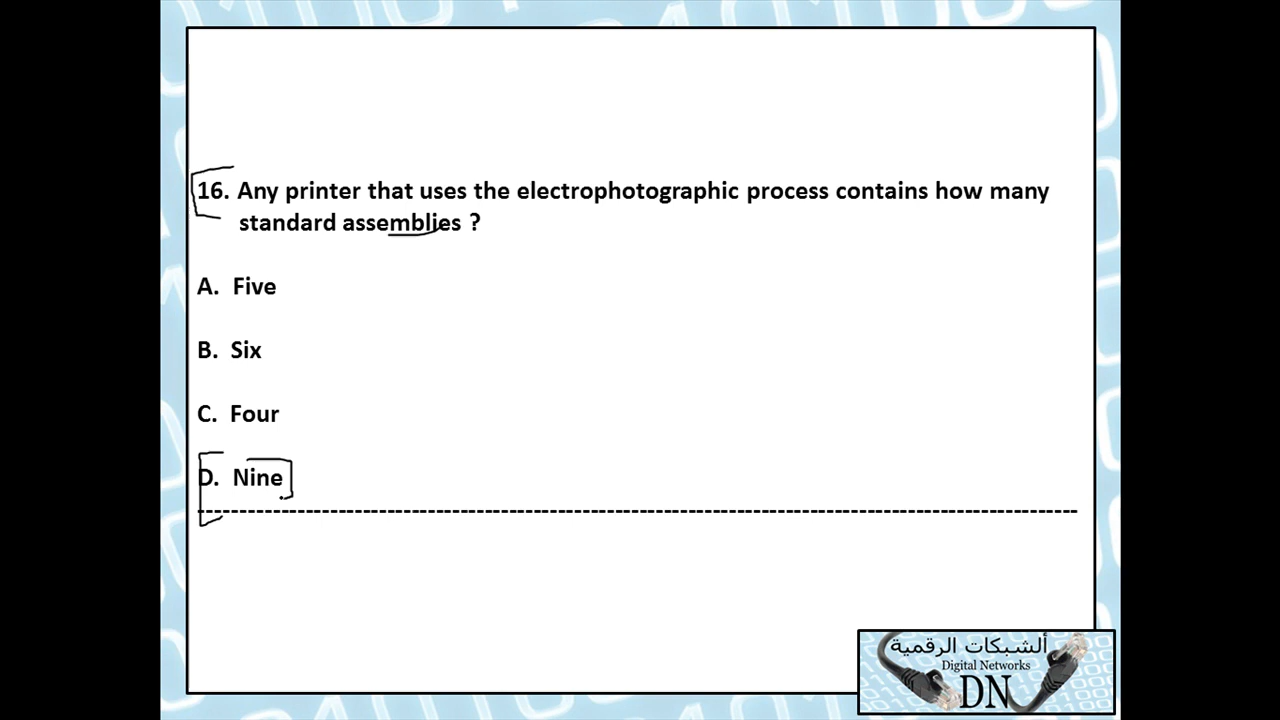 16. Any printer that uses the electrophotographic process contains how many
standard assemblies ?
A. Five
B. Six
C. Four
D. Nine
ألشبكات الرقمية
Digital Networks
DN